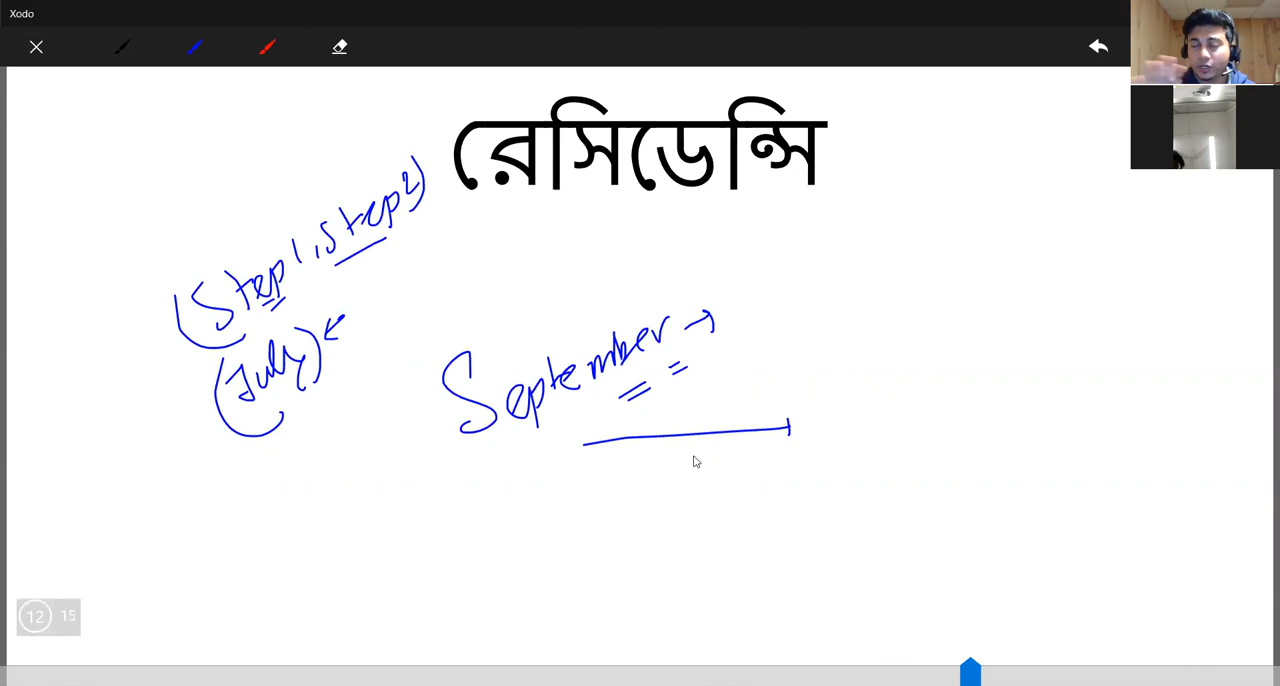 Xodo
রেসিডেন্সি
(Step 1, Step 2)
(July)
September →
12 15